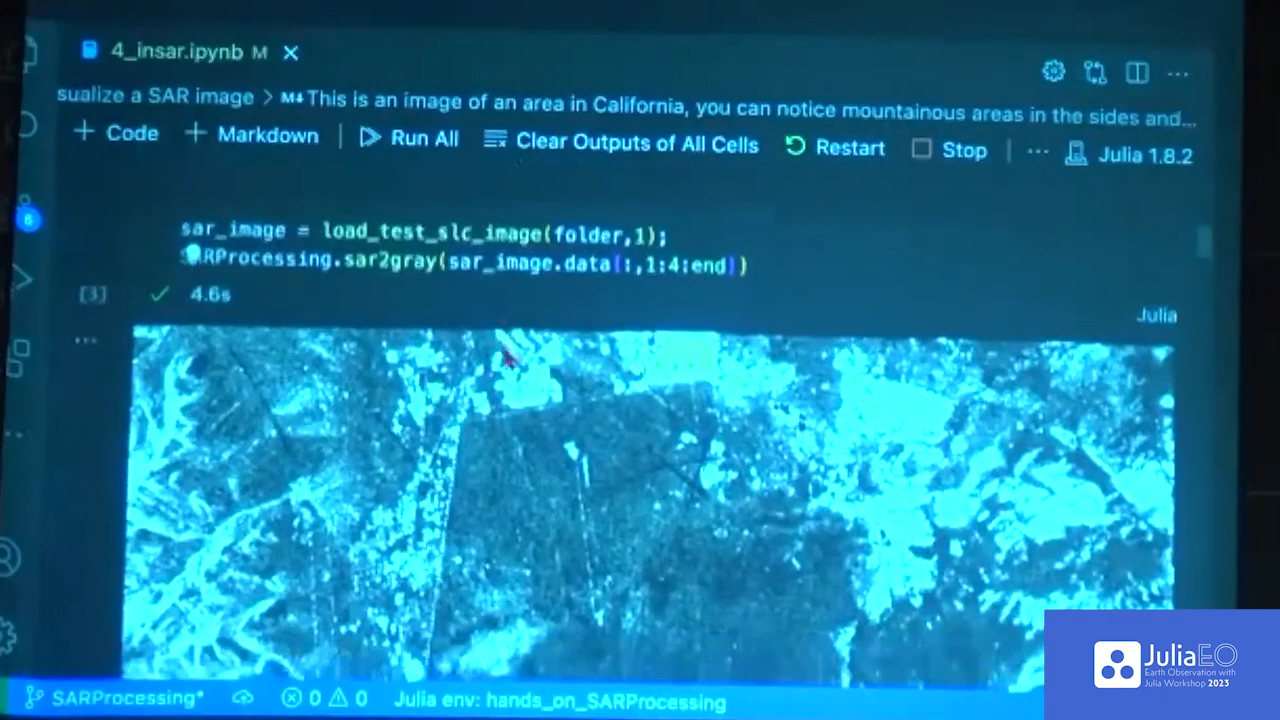 4_insar.ipynb M
sualize a SAR image > M↓This is an image of an area in California, you can notice mountainous areas in the sides and...
+ Code + Markdown | Run All Clear Outputs of All Cells Restart Stop | ... Julia 1.8.2
6
sar_image = load_test_slc_image(folder,1);
SARProcessing.sar2gray(sar_image.data[:,1:4:end])
[3] ✓ 4.6s
Julia
...
SARProcessing* 0 0 Julia env: hands_on_SARProcessing
JuliaEO
Earth Observation with
Julia Workshop 2023